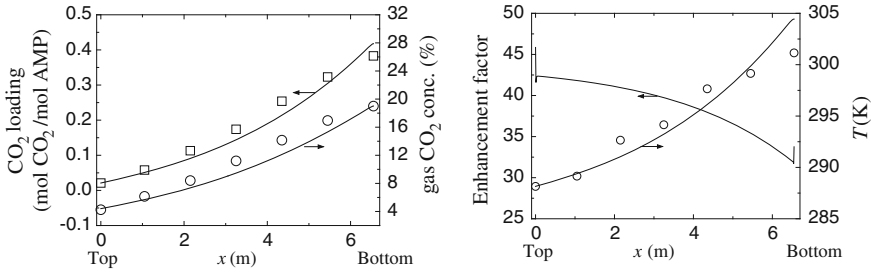 CO2 loading
(mol CO2/mol AMP)
0.5
0.4
0.3
0.2
0.1
0.0
-0.1
32
28
24
20
16
12
8
4
gas CO2 conc. (%)
0 2 4 6
Top x (m) Bottom
Enhancement factor
50
45
40
35
30
25
305
300
295
290
285
T(K)
0 2 4 6
Top x (m) Bottom